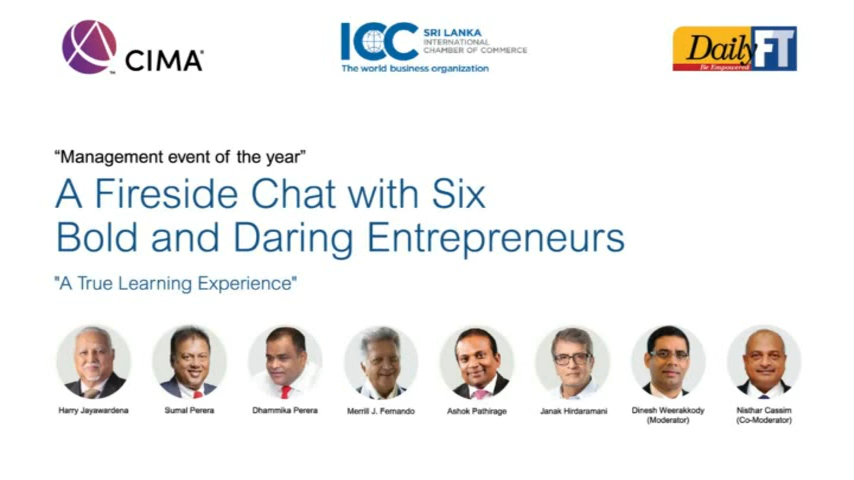 CIMA
ICC SRI LANKA
INTERNATIONAL
CHAMBER OF COMMERCE
The world business organization
Daily FT
Be Empowered
“Management event of the year”
A Fireside Chat with Six
Bold and Daring Entrepreneurs
"A True Learning Experience"
Harry Jayawardena
Sumal Perera
Dhammika Perera
Merrill J. Fernando
Ashok Pathirage
Janak Hirdaramani
Dinesh Weerakkody
(Moderator)
Nisthar Cassim
(Co-Moderator)